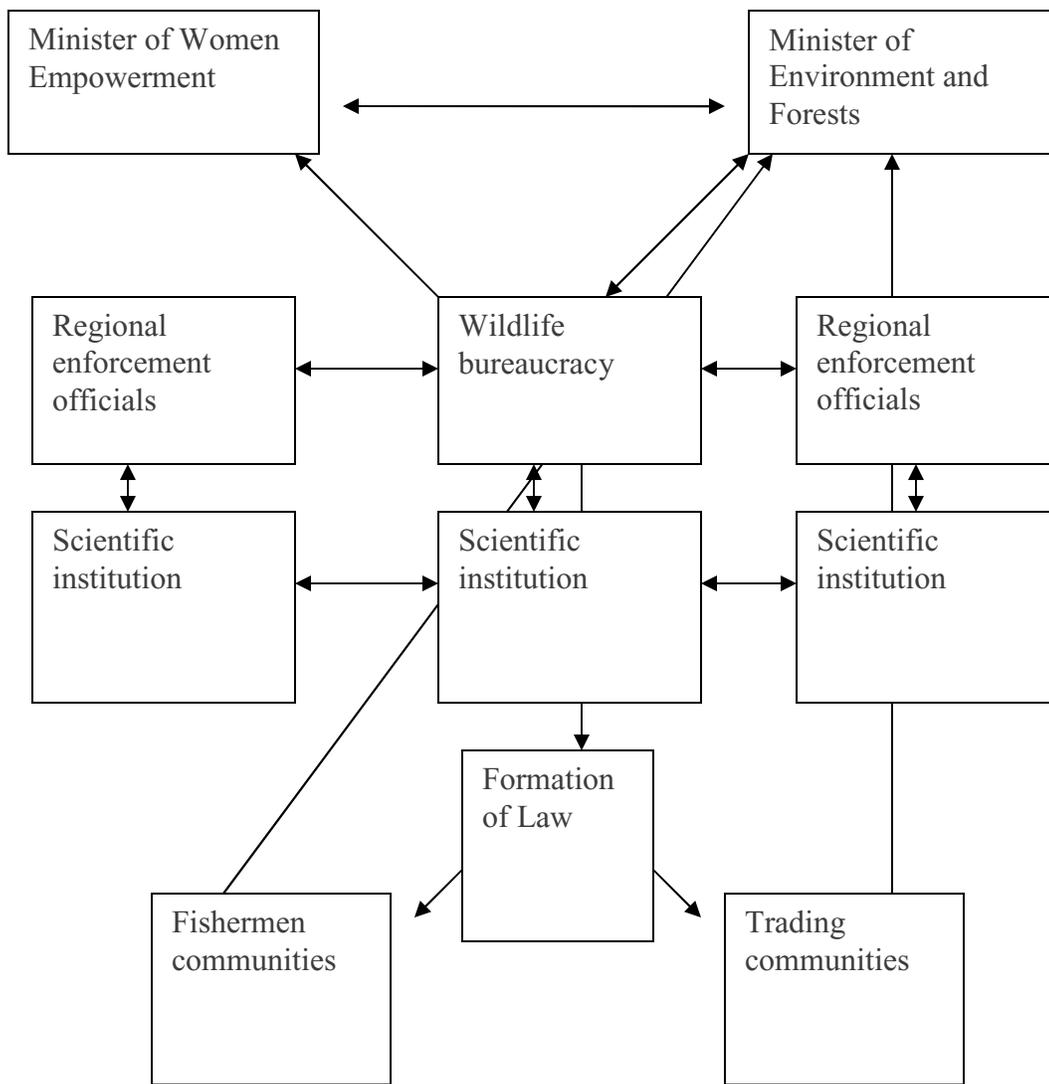 Minister of Women
Empowerment
Minister of
Environment and
Forests
Regional
enforcement
officials
Wildlife
bureaucracy
Regional
enforcement
officials
Scientific
institution
Scientific
institution
Scientific
institution
Formation
of Law
Fishermen
communities
Trading
communities